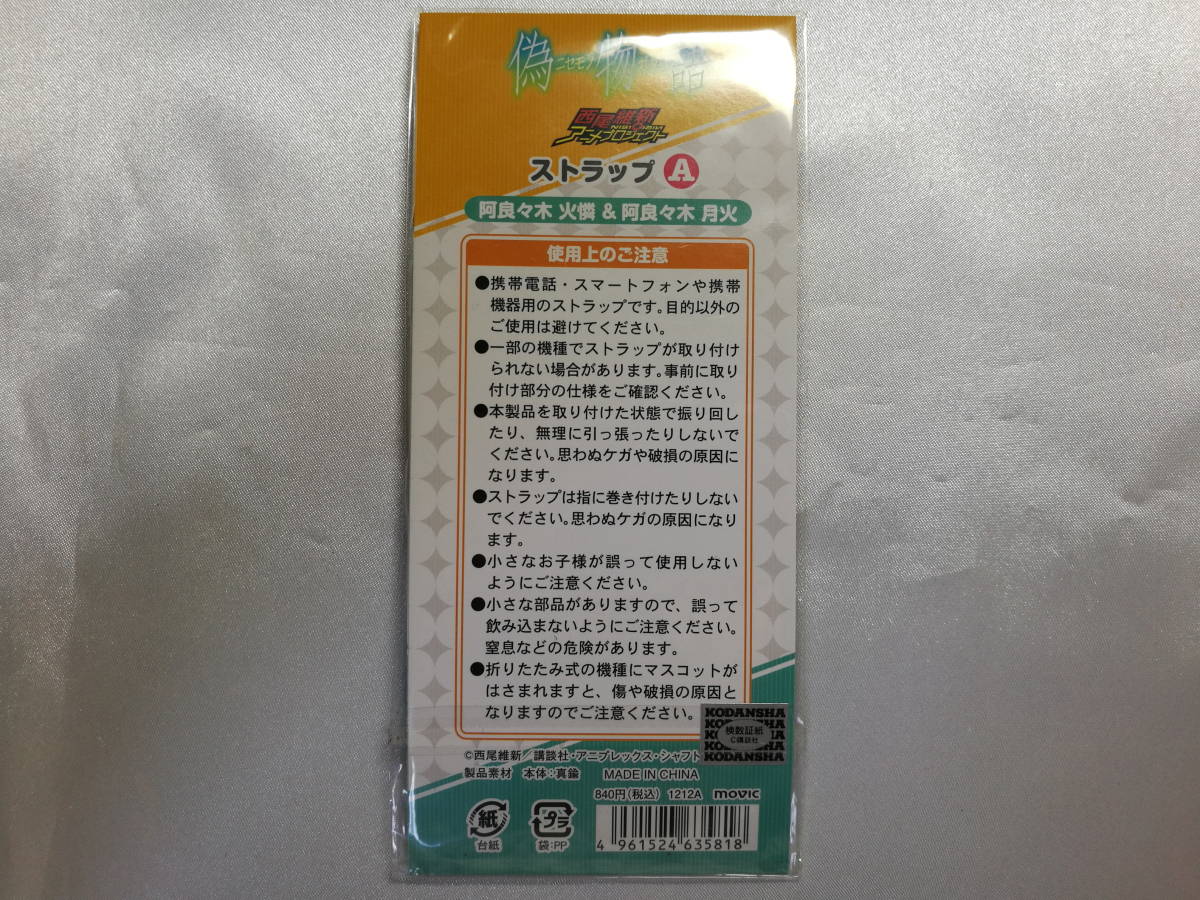 偽物語
ニセモノ
西尾維新
NISIOISIN
アニメプロジェクト
ストラップ A
阿良々木 火憐 & 阿良々木 月火
使用上のご注意
●携帯電話・スマートフォンや携帯
機器用のストラップです。目的以外の
ご使用は避けてください。
●一部の機種でストラップが取り付け
られない場合があります。事前に取り
付け部分の仕様をご確認ください。
●本製品を取り付けた状態で振り回し
たり、無理に引っ張ったりしないで
ください。思わぬケガや破損の原因に
なります。
●ストラップは指に巻き付けたりしない
でください。思わぬケガの原因になり
ます。
●小さなお子様が誤って使用しない
ようにご注意ください。
●小さな部品がありますので、誤って
飲み込まないようにご注意ください。
窒息などの危険があります。
●折りたたみ式の機種にマスコットが
はさまれますと、傷や破損の原因と
なりますのでご注意ください。
KODANSHA
検数証紙
©講談社
KODANSHA
©西尾維新／講談社・アニプレックス・シャフト
製品素材 本体:真鍮 MADE IN CHINA
840円(税込) 1212A movic
紙
台紙
プラ
袋:PP
4 961524 635818